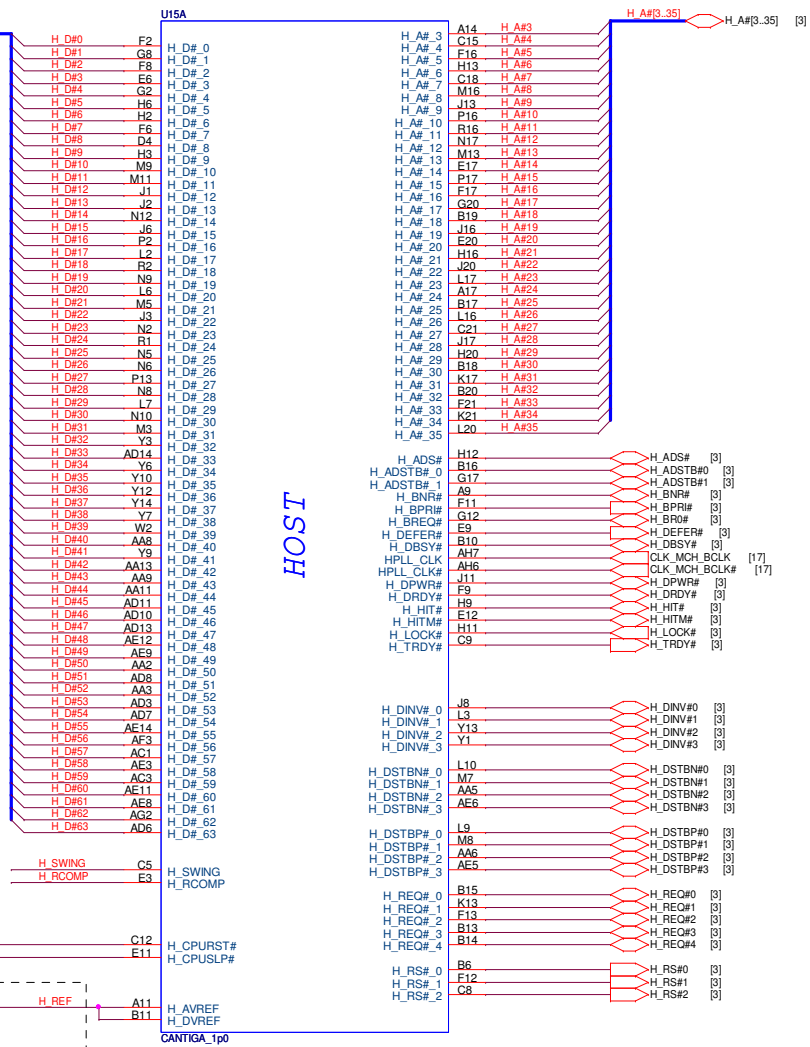 U15A
H_D#0 F2 H_D#_0
H_D#1 G8 H_D#_1
H_D#2 F8 H_D#_2
H_D#3 E6 H_D#_3
H_D#4 G2 H_D#_4
H_D#5 H6 H_D#_5
H_D#6 H2 H_D#_6
H_D#7 F6 H_D#_7
H_D#8 D4 H_D#_8
H_D#9 H3 H_D#_9
H_D#10 M9 H_D#_10
H_D#11 M11 H_D#_11
H_D#12 J1 H_D#_12
H_D#13 J2 H_D#_13
H_D#14 N12 H_D#_14
H_D#15 J6 H_D#_15
H_D#16 P2 H_D#_16
H_D#17 L2 H_D#_17
H_D#18 R2 H_D#_18
H_D#19 N9 H_D#_19
H_D#20 L6 H_D#_20
H_D#21 M5 H_D#_21
H_D#22 J3 H_D#_22
H_D#23 N2 H_D#_23
H_D#24 R1 H_D#_24
H_D#25 N5 H_D#_25
H_D#26 N6 H_D#_26
H_D#27 P13 H_D#_27
H_D#28 N8 H_D#_28
H_D#29 L7 H_D#_29
H_D#30 N10 H_D#_30
H_D#31 M3 H_D#_31
H_D#32 Y3 H_D#_32
H_D#33 AD14 H_D#_33
H_D#34 Y6 H_D#_34
H_D#35 Y10 H_D#_35
H_D#36 Y12 H_D#_36
H_D#37 Y14 H_D#_37
H_D#38 Y7 H_D#_38
H_D#39 W2 H_D#_39
H_D#40 AA8 H_D#_40
H_D#41 Y9 H_D#_41
H_D#42 AA13 H_D#_42
H_D#43 AA9 H_D#_43
H_D#44 AA11 H_D#_44
H_D#45 AD11 H_D#_45
H_D#46 AD10 H_D#_46
H_D#47 AD13 H_D#_47
H_D#48 AE12 H_D#_48
H_D#49 AE9 H_D#_49
H_D#50 AA2 H_D#_50
H_D#51 AD8 H_D#_51
H_D#52 AA3 H_D#_52
H_D#53 AD3 H_D#_53
H_D#54 AD7 H_D#_54
H_D#55 AE14 H_D#_55
H_D#56 AF3 H_D#_56
H_D#57 AC1 H_D#_57
H_D#58 AE3 H_D#_58
H_D#59 AC3 H_D#_59
H_D#60 AE11 H_D#_60
H_D#61 AE8 H_D#_61
H_D#62 AG2 H_D#_62
H_D#63 AD6 H_D#_63
H_SWING C5 H_SWING
H_RCOMP E3 H_RCOMP
C12 H_CPURST#
E11 H_CPUSLP#
H_REF A11 H_AVREF
B11 H_DVREF
CANTIGA_1p0
HOST
H_A#[3..35] H_A#[3..35] [3]
H_A#_3 A14 H_A#3
H_A#_4 C15 H_A#4
H_A#_5 F16 H_A#5
H_A#_6 H13 H_A#6
H_A#_7 C18 H_A#7
H_A#_8 M16 H_A#8
H_A#_9 J13 H_A#9
H_A#_10 P16 H_A#10
H_A#_11 R16 H_A#11
H_A#_12 N17 H_A#12
H_A#_13 M13 H_A#13
H_A#_14 E17 H_A#14
H_A#_15 P17 H_A#15
H_A#_16 F17 H_A#16
H_A#_17 G20 H_A#17
H_A#_18 B19 H_A#18
H_A#_19 J16 H_A#19
H_A#_20 E20 H_A#20
H_A#_21 H16 H_A#21
H_A#_22 J20 H_A#22
H_A#_23 L17 H_A#23
H_A#_24 A17 H_A#24
H_A#_25 B17 H_A#25
H_A#_26 L16 H_A#26
H_A#_27 C21 H_A#27
H_A#_28 J17 H_A#28
H_A#_29 H20 H_A#29
H_A#_30 B18 H_A#30
H_A#_31 K17 H_A#31
H_A#_32 B20 H_A#32
H_A#_33 F21 H_A#33
H_A#_34 K21 H_A#34
H_A#_35 L20 H_A#35
H_ADS# H12 H_ADS# [3]
H_ADSTB#_0 B16 H_ADSTB#0 [3]
H_ADSTB#_1 G17 H_ADSTB#1 [3]
H_BNR# A9 H_BNR# [3]
H_BPRI# F11 H_BPRI# [3]
H_BREQ# G12 H_BR0# [3]
H_DEFER# E9 H_DEFER# [3]
H_DBSY# B10 H_DBSY# [3]
HPLL_CLK AH7 CLK_MCH_BCLK [17]
HPLL_CLK# AH6 CLK_MCH_BCLK# [17]
H_DPWR# J11 H_DPWR# [3]
H_DRDY# F9 H_DRDY# [3]
H_HIT# H9 H_HIT# [3]
H_HITM# E12 H_HITM# [3]
H_LOCK# H11 H_LOCK# [3]
H_TRDY# C9 H_TRDY# [3]
H_DINV#_0 J8 H_DINV#0 [3]
H_DINV#_1 L3 H_DINV#1 [3]
H_DINV#_2 Y13 H_DINV#2 [3]
H_DINV#_3 Y1 H_DINV#3 [3]
H_DSTBN#_0 L10 H_DSTBN#0 [3]
H_DSTBN#_1 M7 H_DSTBN#1 [3]
H_DSTBN#_2 AA5 H_DSTBN#2 [3]
H_DSTBN#_3 AE6 H_DSTBN#3 [3]
H_DSTBP#_0 L9 H_DSTBP#0 [3]
H_DSTBP#_1 M8 H_DSTBP#1 [3]
H_DSTBP#_2 AA6 H_DSTBP#2 [3]
H_DSTBP#_3 AE5 H_DSTBP#3 [3]
H_REQ#_0 B15 H_REQ#0 [3]
H_REQ#_1 K13 H_REQ#1 [3]
H_REQ#_2 F13 H_REQ#2 [3]
H_REQ#_3 B13 H_REQ#3 [3]
H_REQ#_4 B14 H_REQ#4 [3]
H_RS#_0 B6 H_RS#0 [3]
H_RS#_1 F12 H_RS#1 [3]
H_RS#_2 C8 H_RS#2 [3]